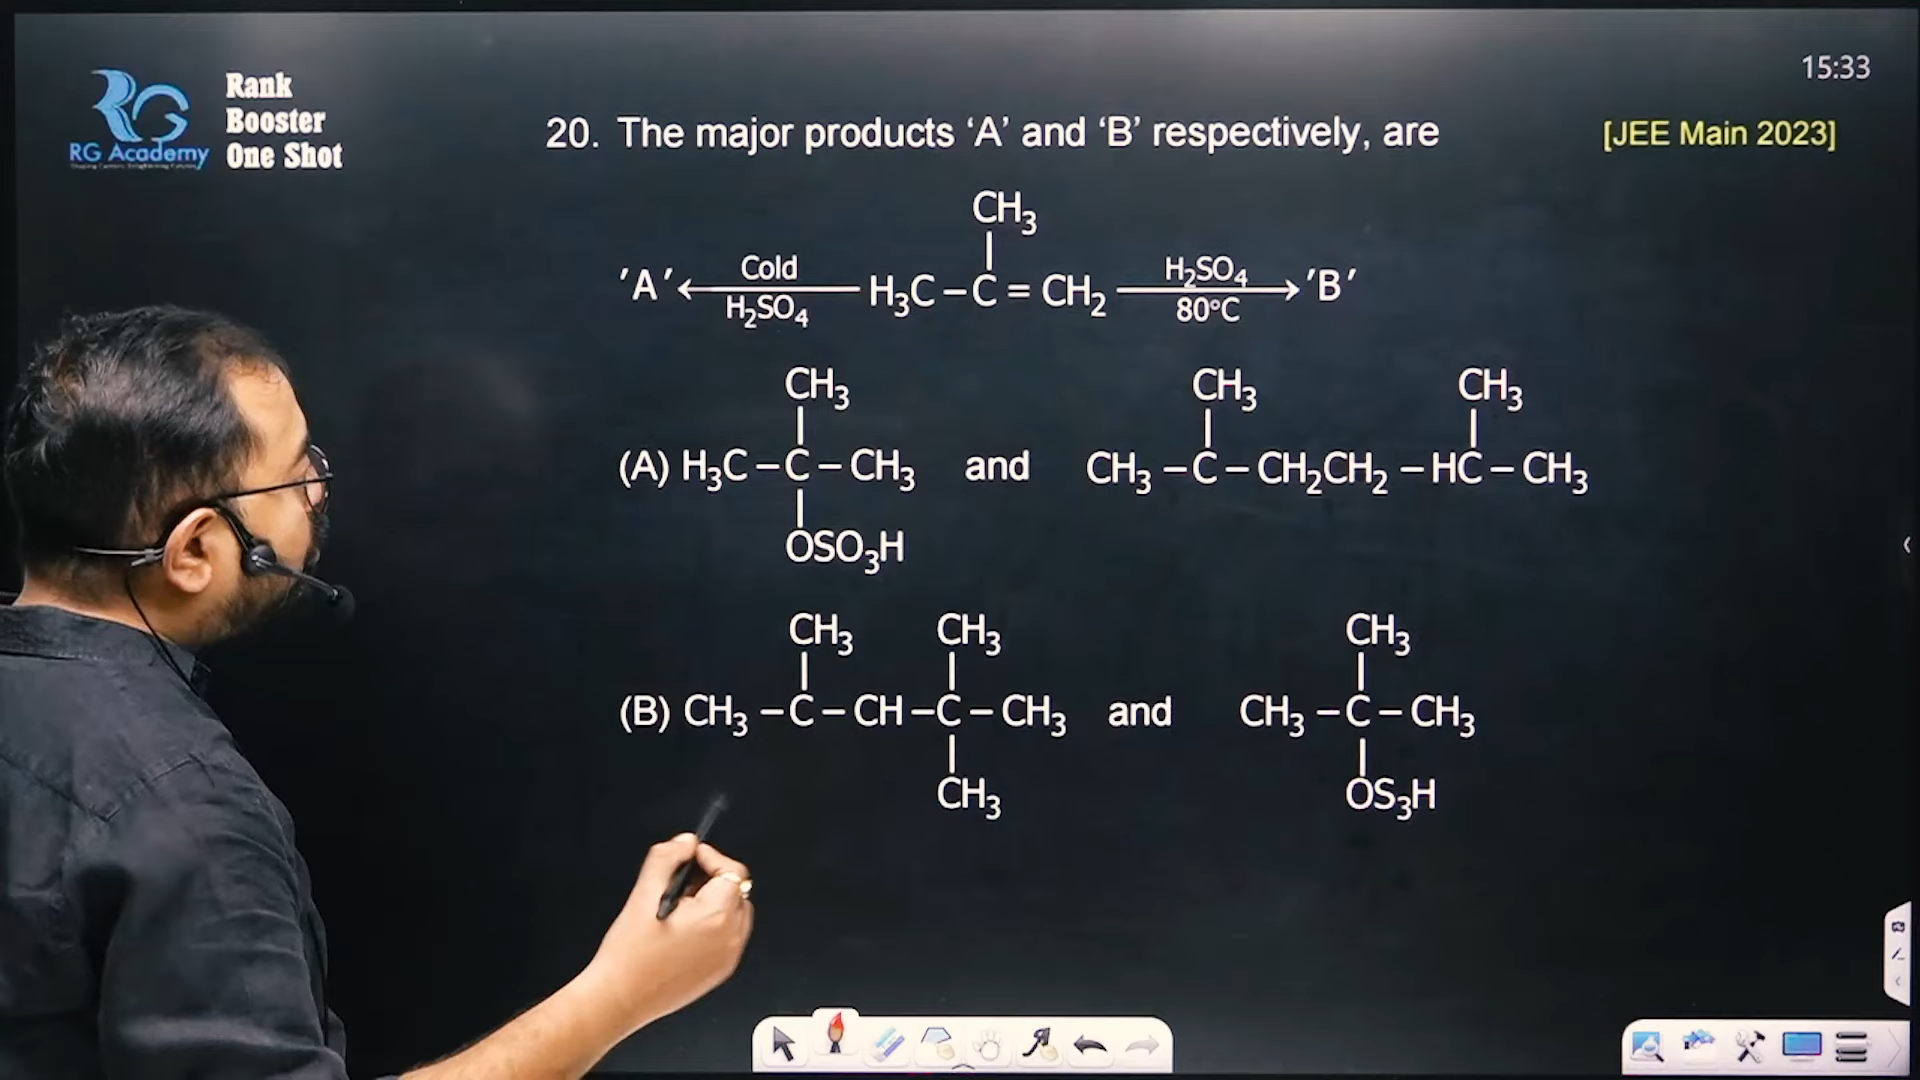 Rank
Booster
One Shot
RG Academy
15:33
20. The major products ‘A’ and ‘B’ respectively, are [JEE Main 2023]
CH₃
'A' Cold H₂SO₄ H₃C – C = CH₂ H₂SO₄ 80°C 'B'
CH₃ CH₃ CH₃
(A) H₃C – C – CH₃ and CH₃ – C – CH₂CH₂ – HC – CH₃
OSO₃H
CH₃ CH₃ CH₃
(B) CH₃ – C – CH – C – CH₃ and CH₃ – C – CH₃
CH₃ OS₃H